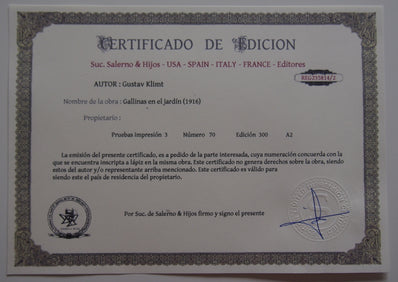 CERTIFICADO DE EDICION
Suc. Salerno & Hijos - USA - SPAIN - ITALY - FRANCE - Editores
REG235814/2
AUTOR : Gustav Klimt
Nombre de la obra : Gallinas en el jardín (1916)
Propietario :
Pruebas impresión 3 Número 70 Edición 300 A2
La emisión del presente certificado, es a pedido de la parte interesada, cuya numeración concuerda con la
que se encuentra inscripta a lápiz en la misma obra. Este certificado no genera derechos sobre la obra, siendo
estos del autor y/o representante arriba mencionado. Este certificado es válido para
siendo este el país de residencia del propietario.
Por Suc. de Salerno & Hijos firmo y signo el presente